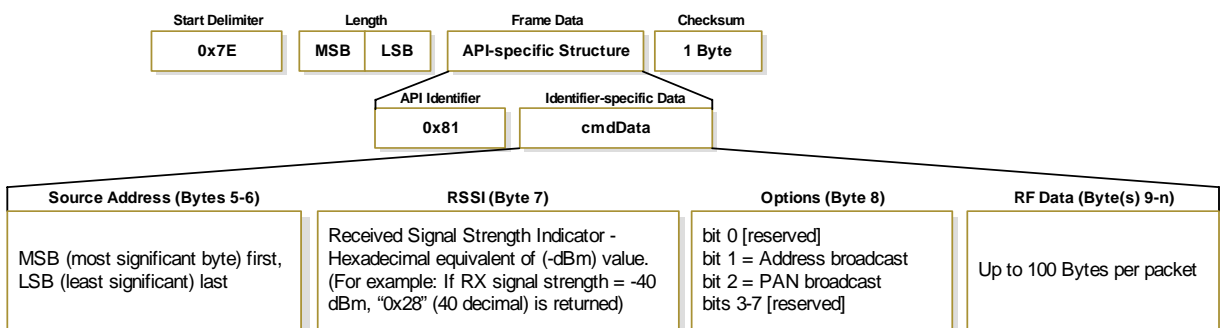 Start Delimiter Length Frame Data Checksum
0x7E MSB LSB API-specific Structure 1 Byte
API Identifier Identifier-specific Data
0x81 cmdData
Source Address (Bytes 5-6)
MSB (most significant byte) first,
LSB (least significant) last
RSSI (Byte 7)
Received Signal Strength Indicator -
Hexadecimal equivalent of (-dBm) value.
(For example: If RX signal strength = -40
dBm, “0x28” (40 decimal) is returned)
Options (Byte 8)
bit 0 [reserved]
bit 1 = Address broadcast
bit 2 = PAN broadcast
bits 3-7 [reserved]
RF Data (Byte(s) 9-n)
Up to 100 Bytes per packet